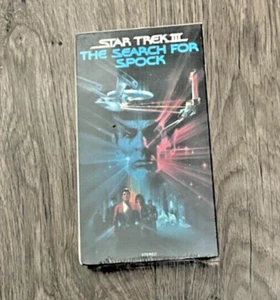 STAR TREK III
THE SEARCH FOR
SPOCK